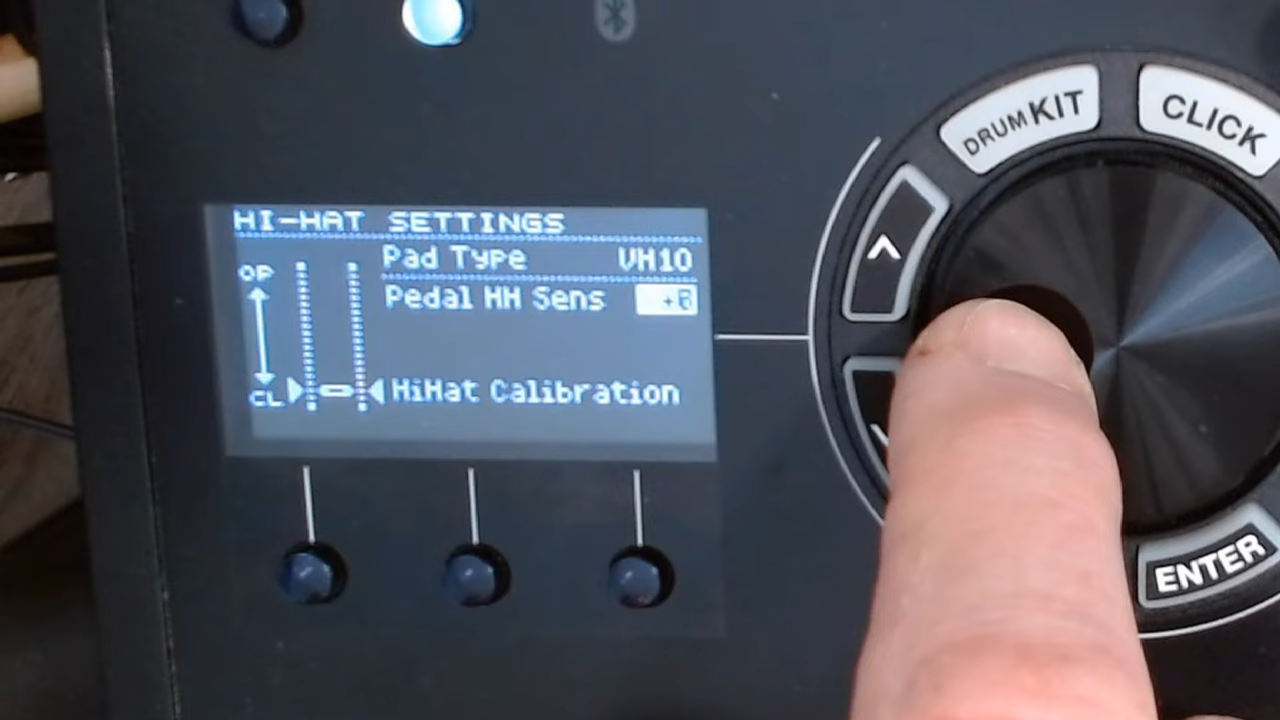 DRUM KIT
CLICK
HI-HAT SETTINGS
Pad Type VH10
OP
Pedal HH Sens
CL HiHat Calibration
ENTER